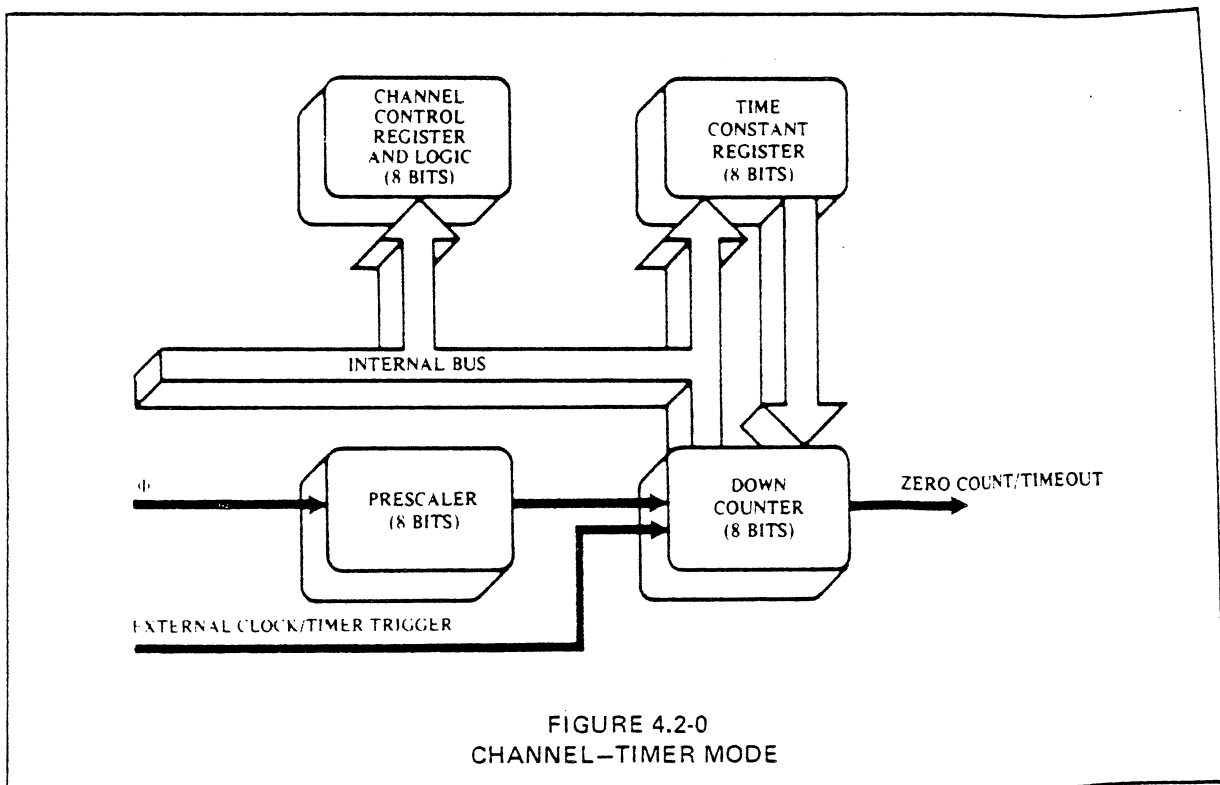 CHANNEL
CONTROL
REGISTER
AND LOGIC
(8 BITS)
TIME
CONSTANT
REGISTER
(8 BITS)
INTERNAL BUS
Φ
PRESCALER
(8 BITS)
DOWN
COUNTER
(8 BITS)
ZERO COUNT/TIMEOUT
EXTERNAL CLOCK/TIMER TRIGGER
FIGURE 4.2-0
CHANNEL–TIMER MODE